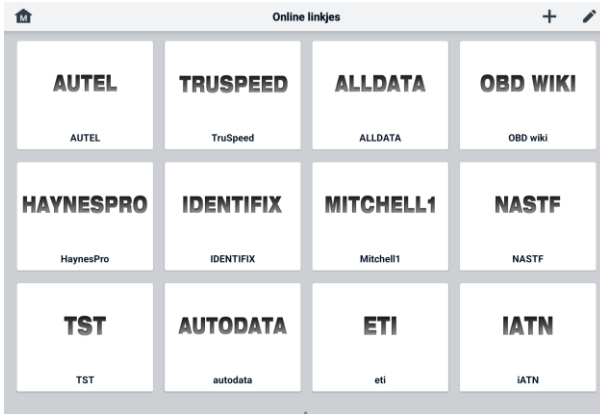 M
Online linkjes
AUTEL
AUTEL
TRUSPEED
TruSpeed
ALLDATA
ALLDATA
OBD WIKI
OBD wiki
HAYNESPRO
HaynesPro
IDENTIFIX
IDENTIFIX
MITCHELL1
Mitchell1
NASTF
NASTF
TST
TST
AUTODATA
autodata
ETI
eti
IATN
iATN